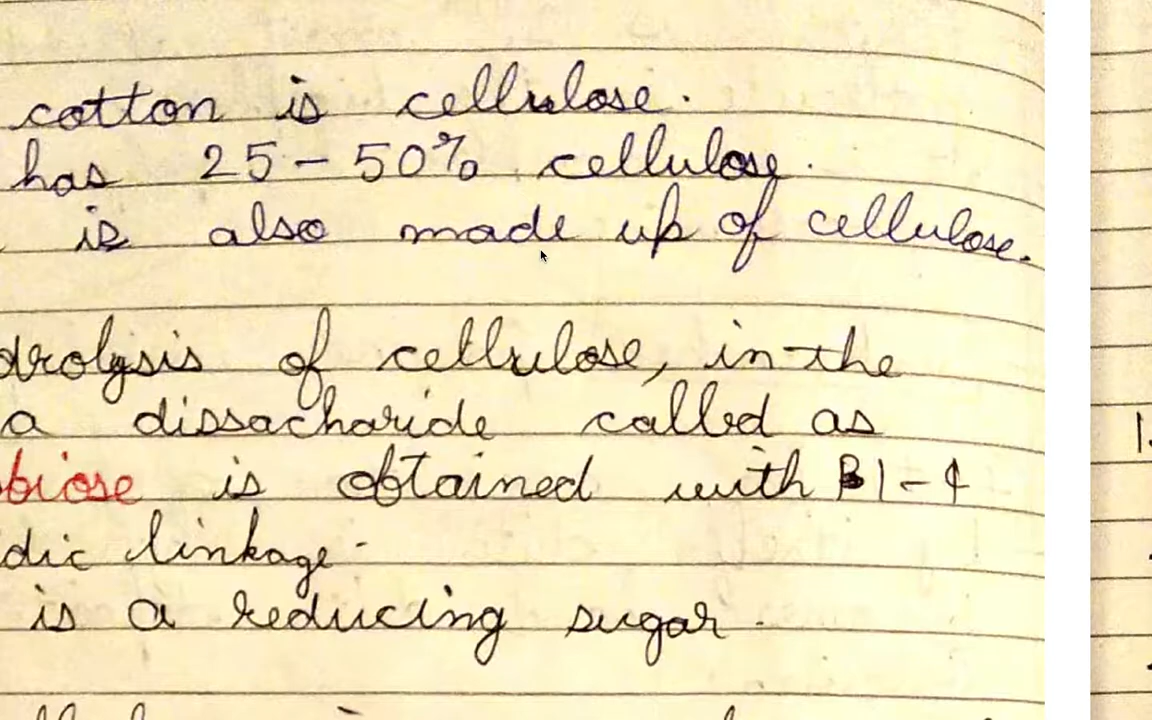 cotton is cellulose.
has 25 - 50% cellulose.
is also made up of cellulose.
drolysis of cellulose, in the
a dissacharide called as
biose is obtained with β 1-4
dic linkage.
is a reducing sugar.